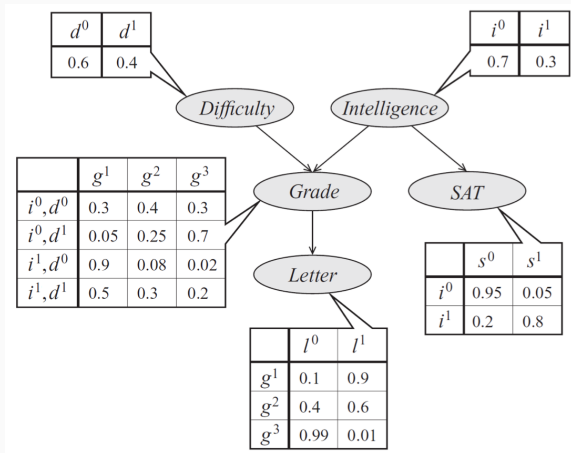 d⁰ d¹
0.6 0.4
i⁰ i¹
0.7 0.3
Difficulty
Intelligence
g¹ g² g³
i⁰,d⁰ 0.3 0.4 0.3
i⁰,d¹ 0.05 0.25 0.7
i¹,d⁰ 0.9 0.08 0.02
i¹,d¹ 0.5 0.3 0.2
Grade
SAT
Letter
s⁰ s¹
i⁰ 0.95 0.05
i¹ 0.2 0.8
l⁰ l¹
g¹ 0.1 0.9
g² 0.4 0.6
g³ 0.99 0.01